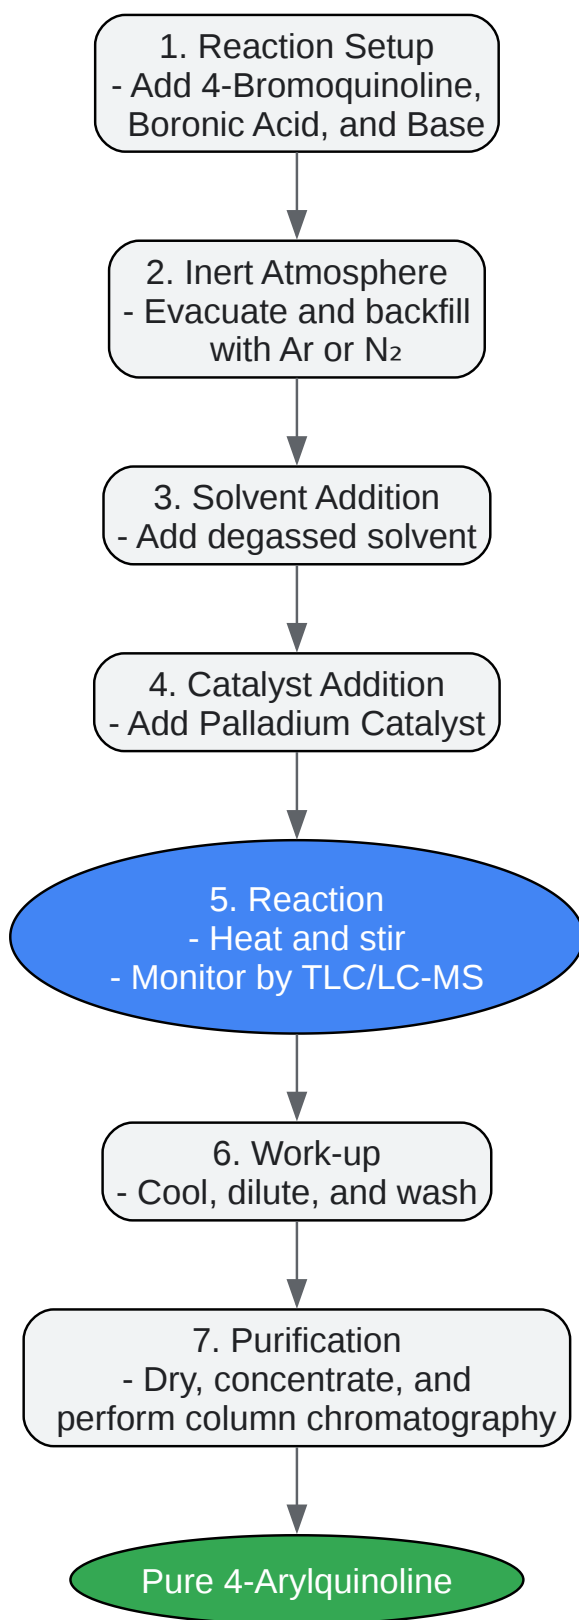 1. Reaction Setup
- Add 4-Bromoquinoline,
Boronic Acid, and Base
2. Inert Atmosphere
- Evacuate and backfill
with Ar or N₂
3. Solvent Addition
- Add degassed solvent
4. Catalyst Addition
- Add Palladium Catalyst
5. Reaction
- Heat and stir
- Monitor by TLC/LC-MS
6. Work-up
- Cool, dilute, and wash
7. Purification
- Dry, concentrate, and
perform column chromatography
Pure 4-Arylquinoline